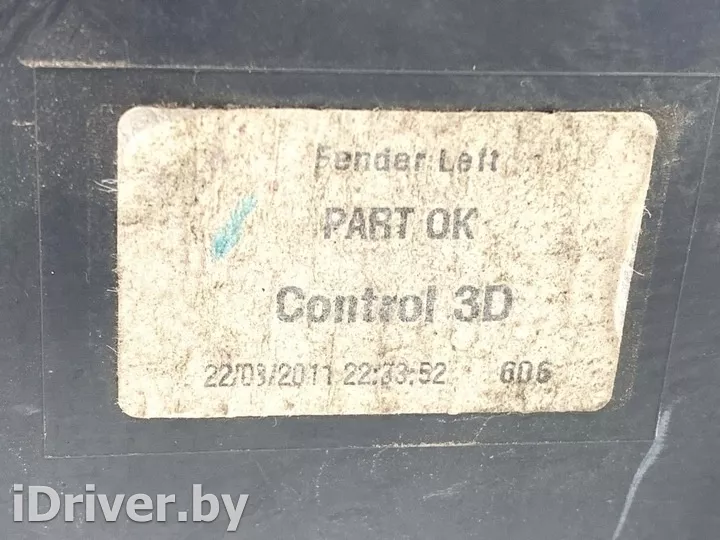 Fender Left
PART OK
Control 3D
22/03/2011 22:33:52 606
iDriver.by